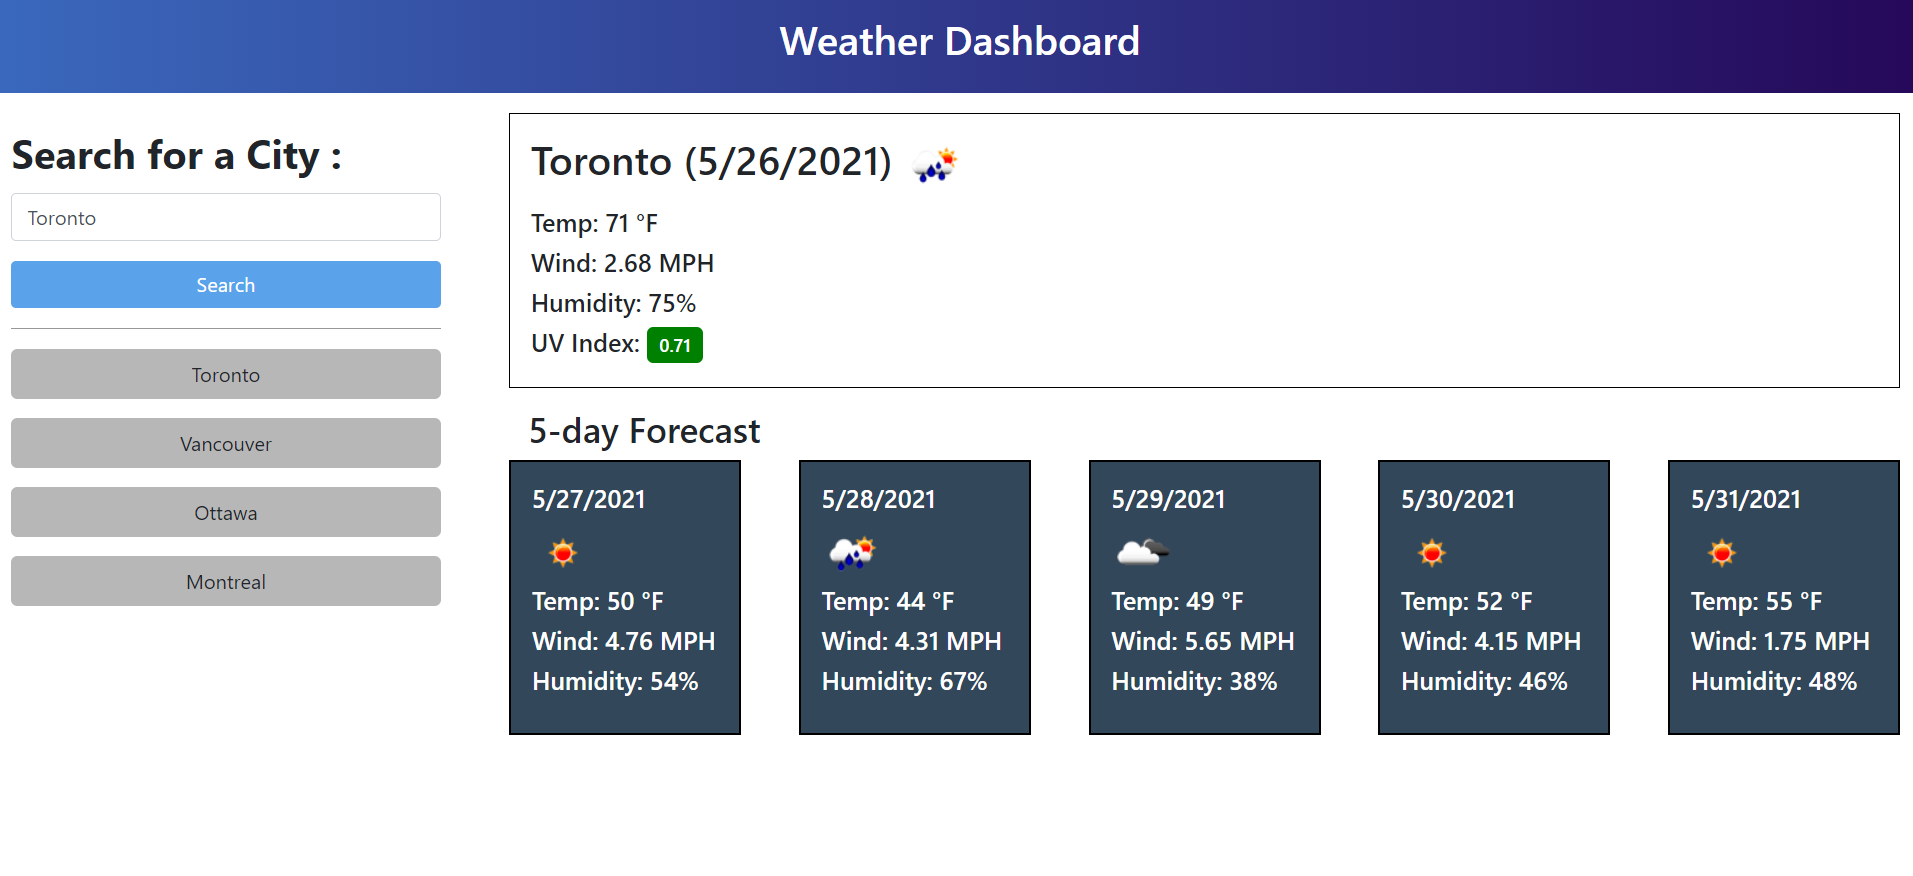 Weather Dashboard
Search for a City :
Toronto
Search
Toronto
Vancouver
Ottawa
Montreal
Toronto (5/26/2021)
Temp: 71 °F
Wind: 2.68 MPH
Humidity: 75%
UV Index: 0.71
5-day Forecast
5/27/2021
Temp: 50 °F
Wind: 4.76 MPH
Humidity: 54%
5/28/2021
Temp: 44 °F
Wind: 4.31 MPH
Humidity: 67%
5/29/2021
Temp: 49 °F
Wind: 5.65 MPH
Humidity: 38%
5/30/2021
Temp: 52 °F
Wind: 4.15 MPH
Humidity: 46%
5/31/2021
Temp: 55 °F
Wind: 1.75 MPH
Humidity: 48%